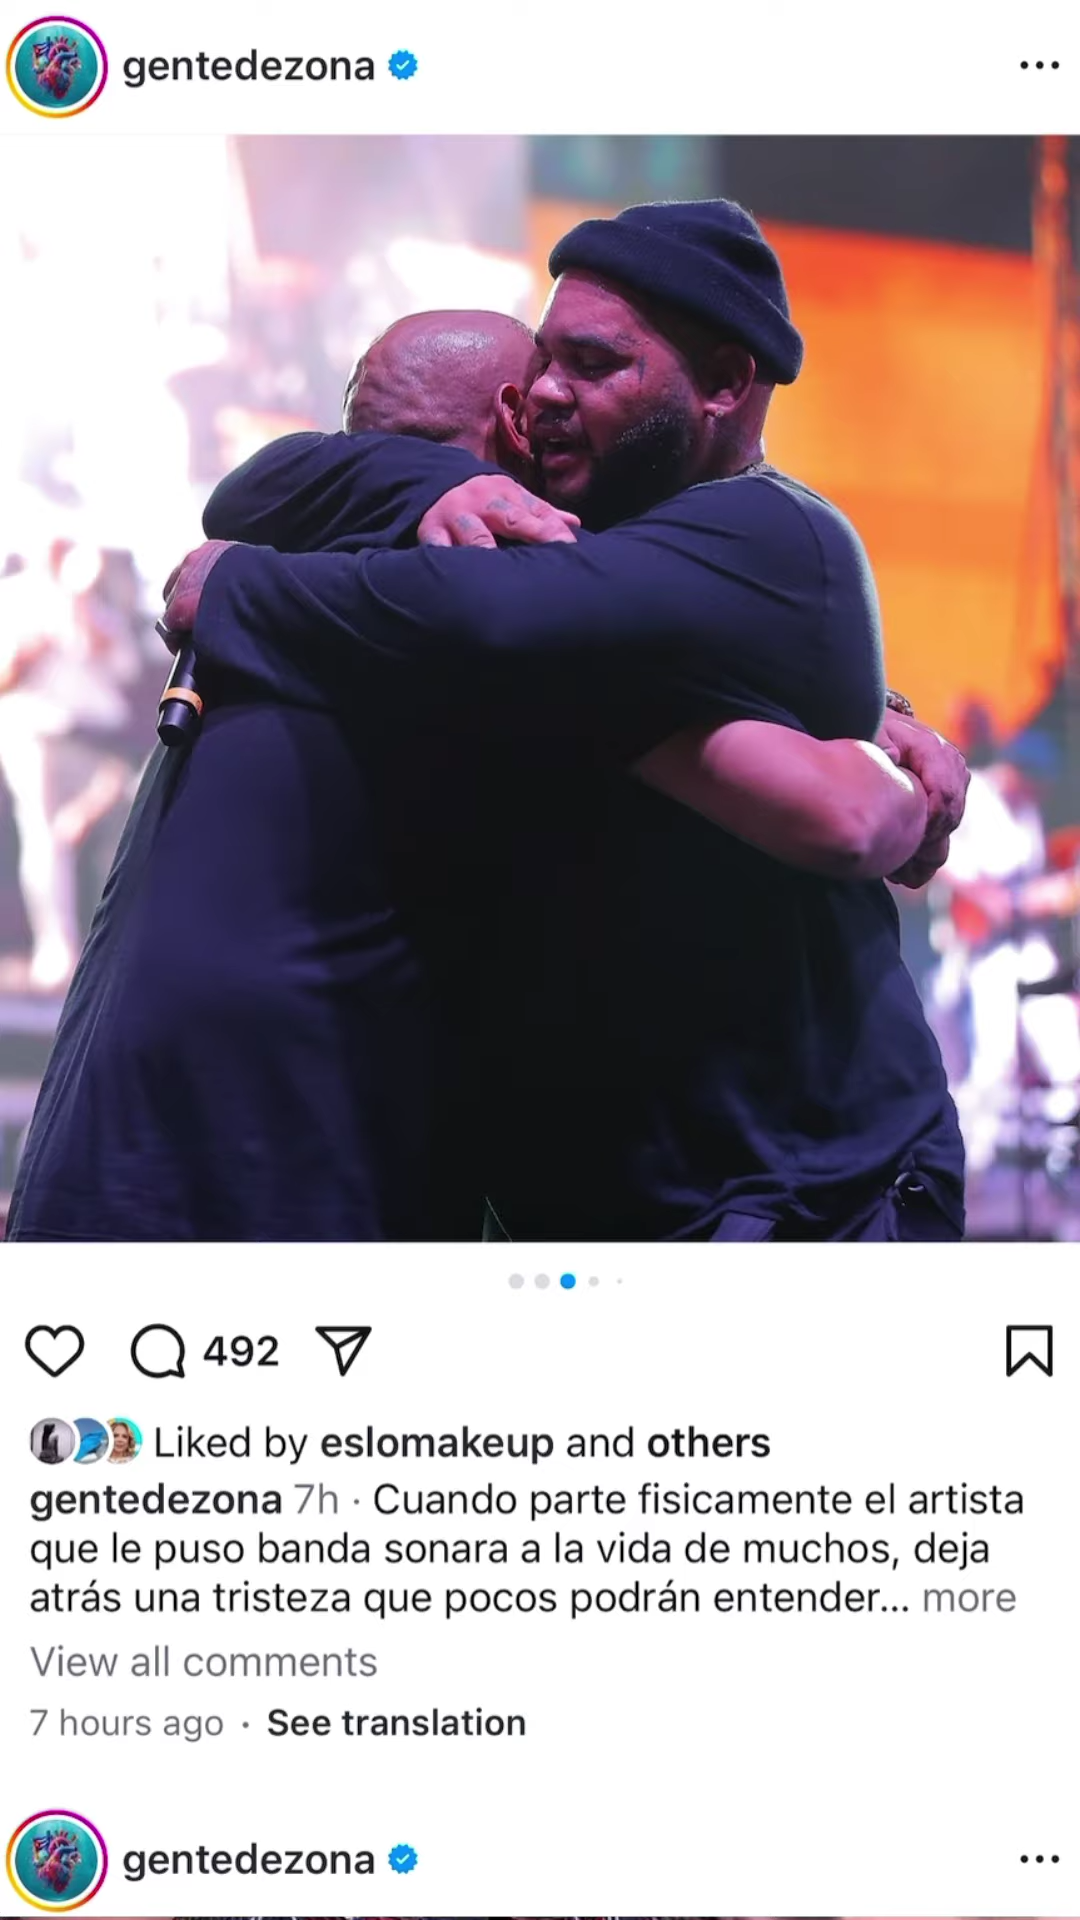 gentedezona
492
Liked by eslomakeup and others
gentedezona 7h · Cuando parte fisicamente el artista
que le puso banda sonara a la vida de muchos, deja
atrás una tristeza que pocos podrán entender... more
View all comments
7 hours ago · See translation
gentedezona